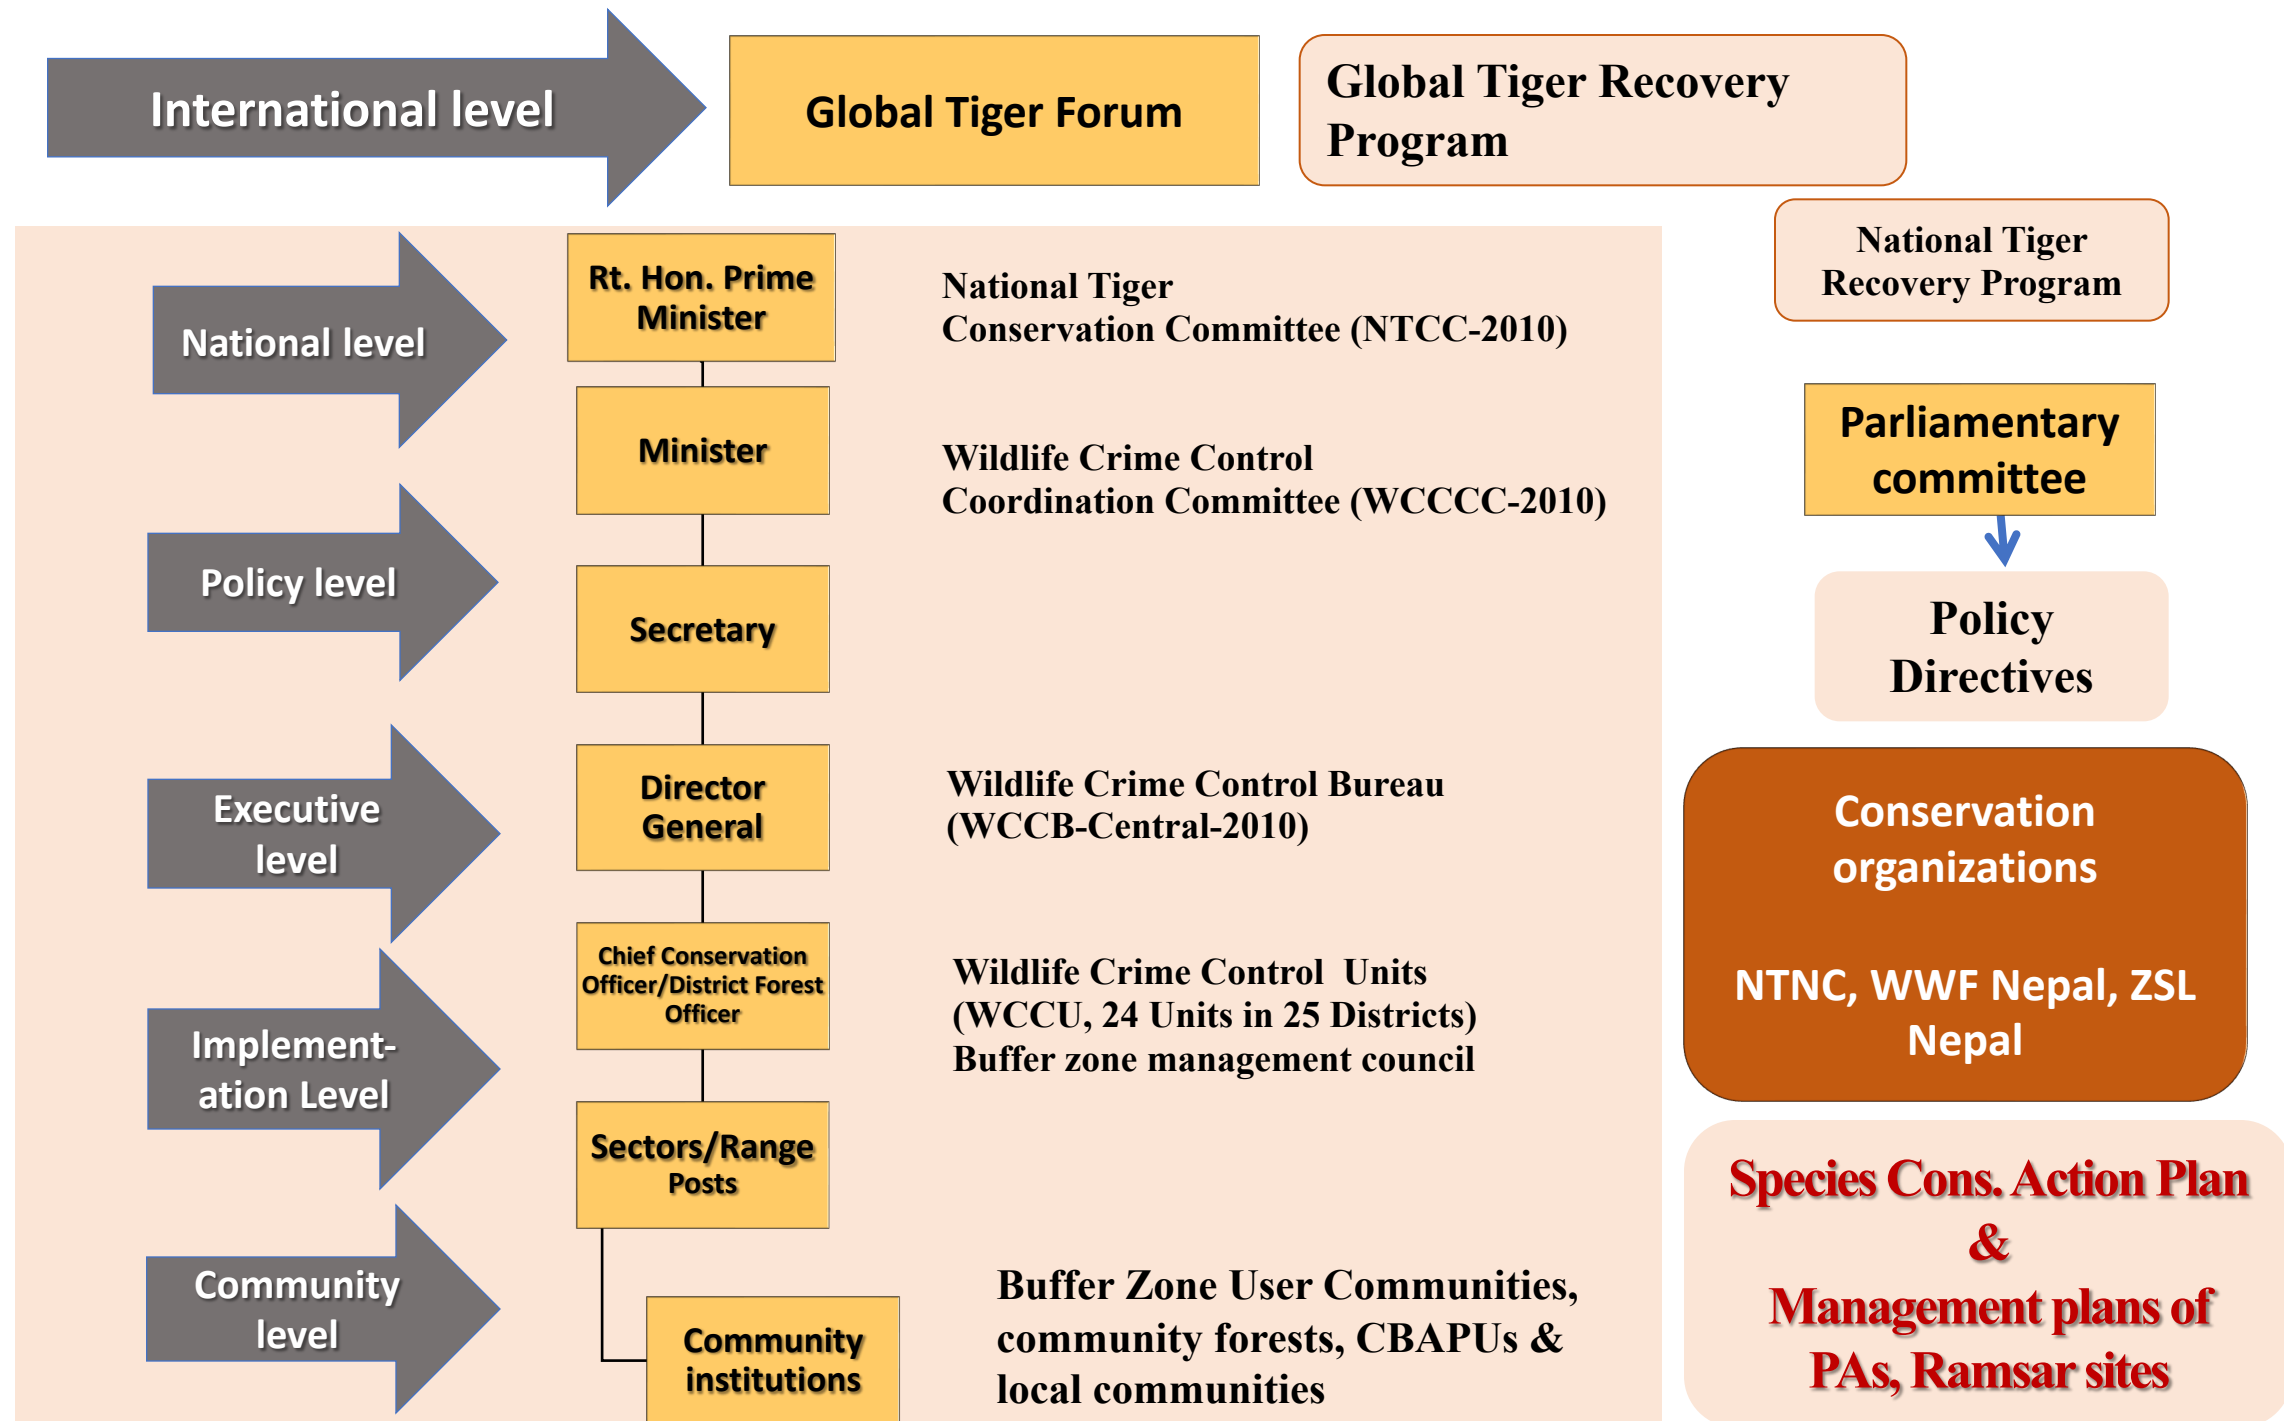 International level
Global Tiger Forum
Global Tiger Recovery
Program
National Tiger
Recovery Program
National level
Rt. Hon. Prime
Minister
National Tiger
Conservation Committee (NTCC-2010)
Minister
Wildlife Crime Control
Coordination Committee (WCCCC-2010)
Parliamentary
committee
Policy level
Secretary
Policy
Directives
Executive
level
Director
General
Wildlife Crime Control Bureau
(WCCB-Central-2010)
Conservation
organizations
NTNC, WWF Nepal, ZSL
Nepal
Implement-
ation Level
Chief Conservation
Officer/District Forest
Officer
Wildlife Crime Control  Units
(WCCU, 24 Units in 25 Districts)
Buffer zone management council
Sectors/Range
Posts
Species Cons. Action Plan
&
Management plans of
PAs, Ramsar sites
Community
level
Community
institutions
Buffer Zone User Communities,
community forests, CBAPUs &
local communities